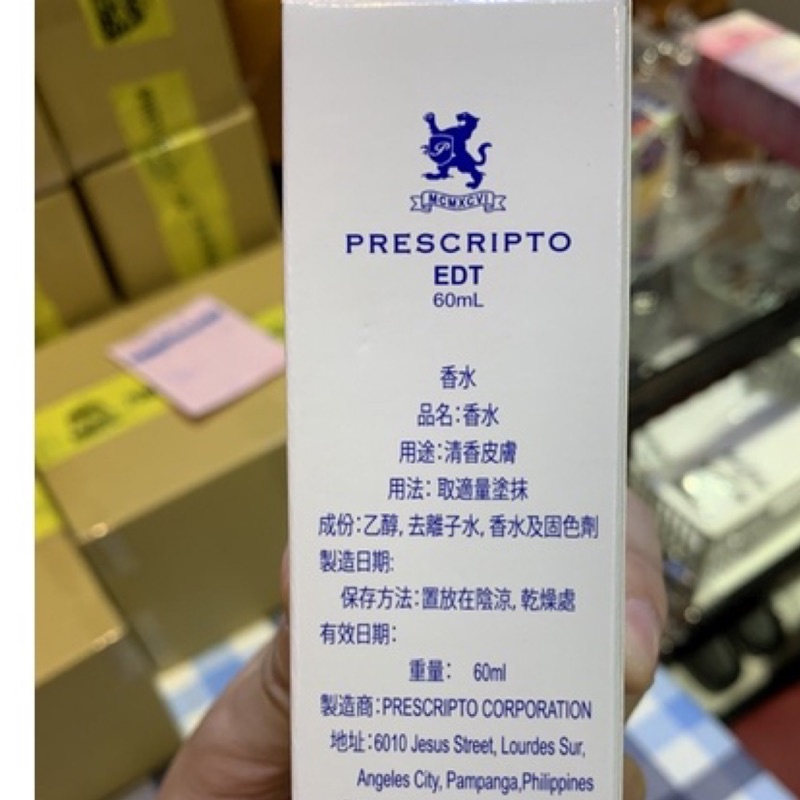 P
MCMXCVI
PRESCRIPTO
EDT
60mL
香水
品名:香水
用途:清香皮膚
用法:取適量塗抹
成份:乙醇, 去離子水, 香水及固色劑
製造日期:
保存方法:置放在陰涼, 乾燥處
有效日期:
重量: 60ml
製造商:PRESCRIPTO CORPORATION
地址:6010 Jesus Street, Lourdes Sur,
Angeles City, Pampanga,Philippines